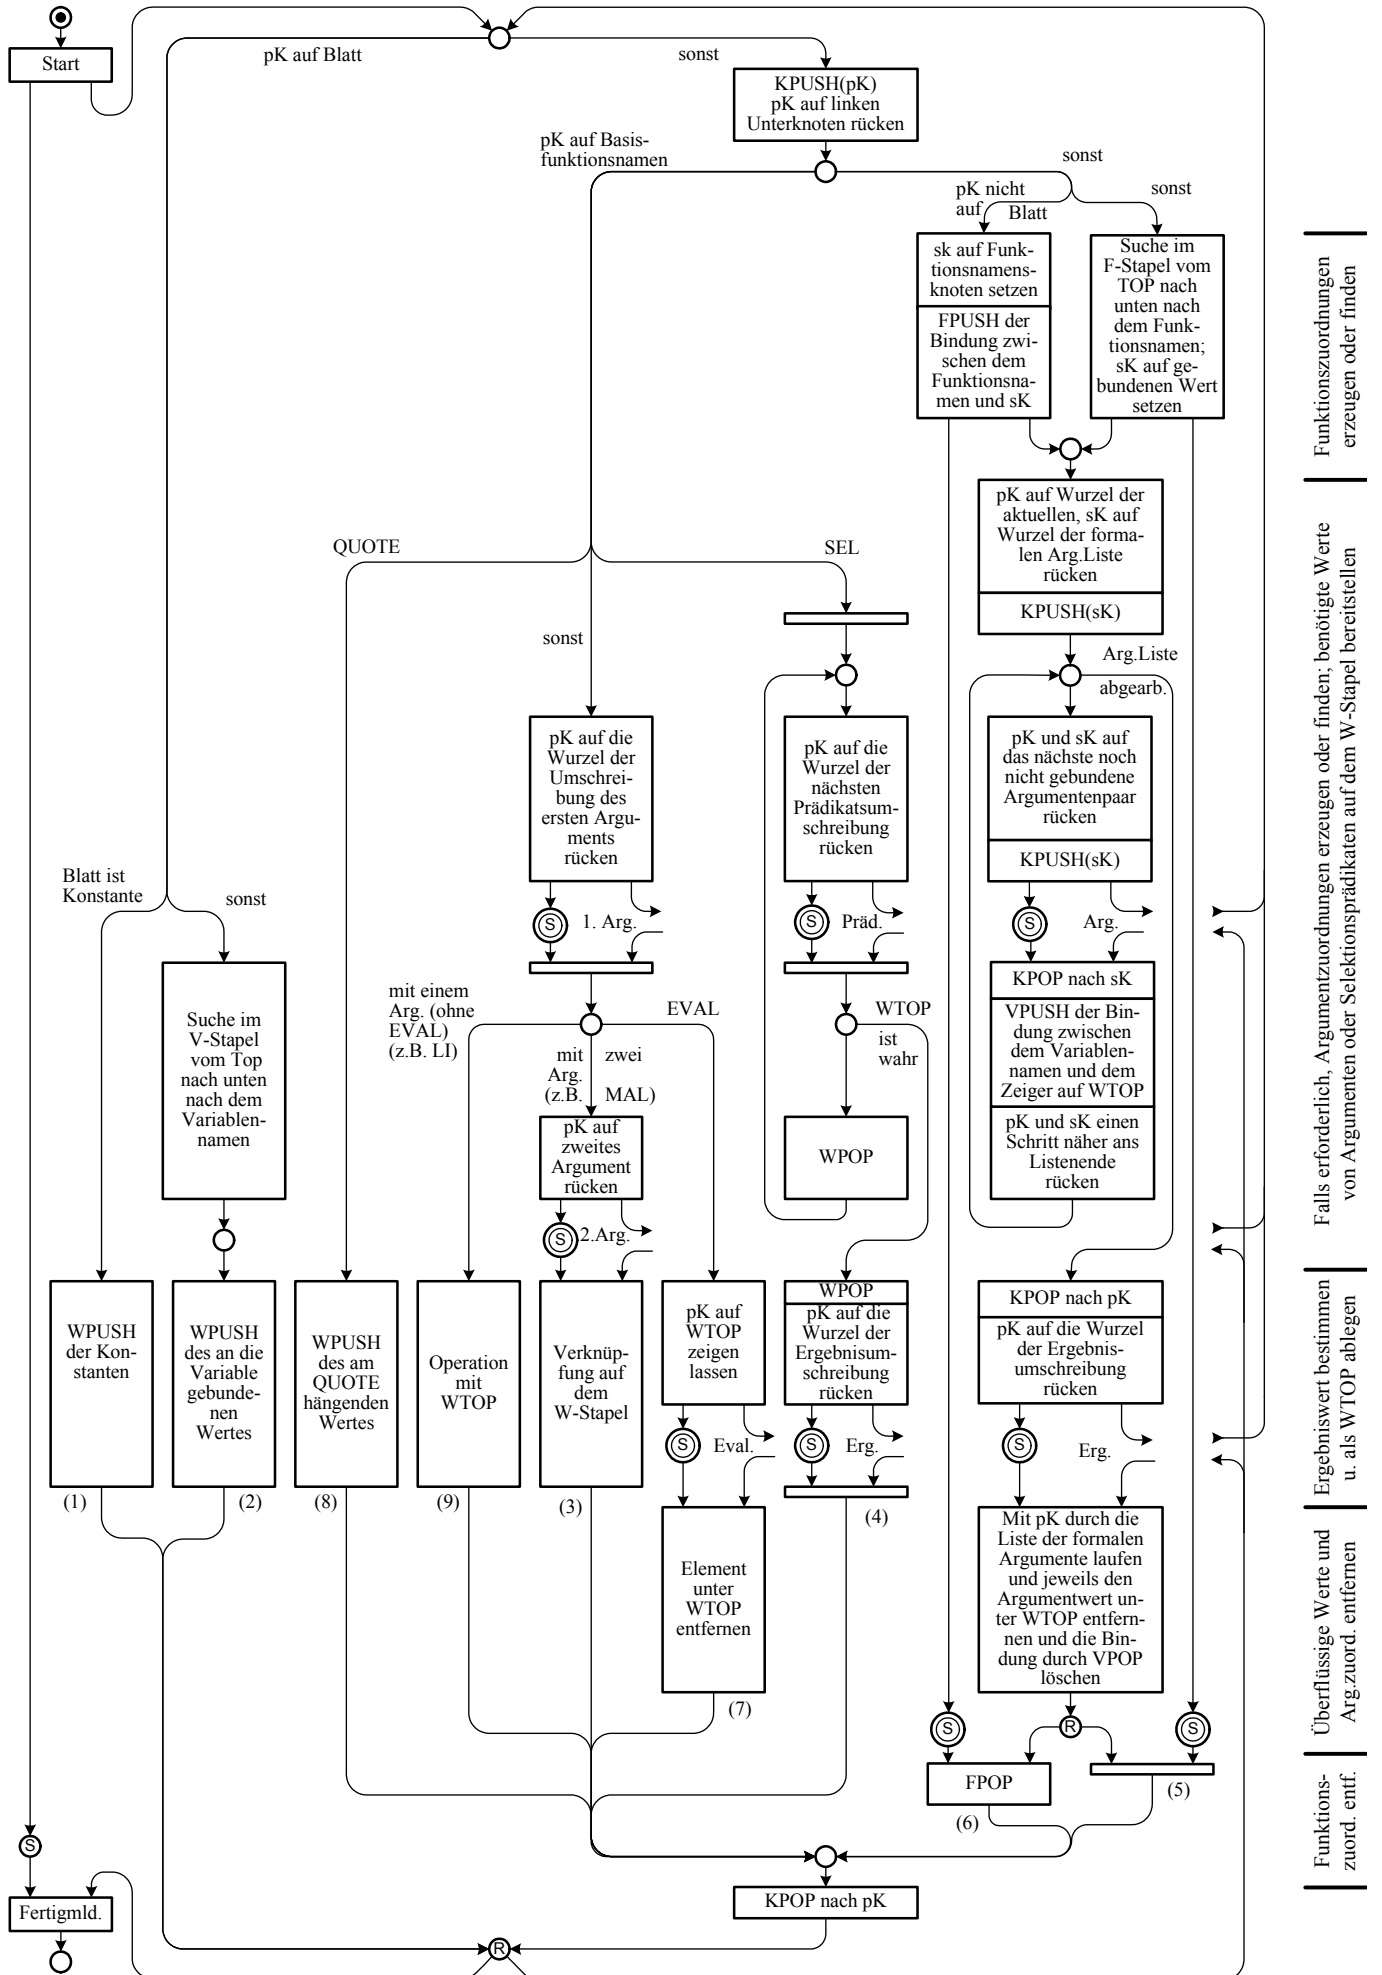 Start
pK auf Blatt
sonst
KPUSH(pK)
pK auf linken
Unterknoten rücken
pK auf Basis-
funktionsnamen
sonst
pK nicht
auf Blatt
sonst
sk auf Funk-
tionsnamens-
knoten setzen
FPUSH der
Bindung zwi-
schen dem
Funktionsna-
men und sK
Suche im
F-Stapel vom
TOP nach
unten nach
dem Funk-
tionsnamen;
sK auf ge-
bundenen Wert
setzen
Funktionszuordnungen
erzeugen oder finden
pK auf Wurzel der
aktuellen, sK auf
Wurzel der forma-
len Arg.Liste
rücken
KPUSH(sK)
QUOTE
SEL
sonst
Arg.Liste
abgearb.
pK auf die
Wurzel der
Umschrei-
bung des
ersten Argu-
ments
rücken
pK auf die
Wurzel der
nächsten
Prädikatsum-
schreibung
rücken
pK und sK auf
das nächste noch
nicht gebundene
Argumentenpaar
rücken
KPUSH(sK)
Falls erforderlich, Argumentzuordnungen erzeugen oder finden; benötigte Werte
von Argumenten oder Selektionsprädikaten auf dem W-Stapel bereitstellen
Blatt ist
Konstante
sonst
S
1. Arg.
S
Präd.
S
Arg.
Suche im
V-Stapel
vom Top
nach unten
nach dem
Variablen-
namen
mit einem
Arg. (ohne
EVAL)
(z.B. LI)
EVAL
mit zwei
Arg.
(z.B. MAL)
WTOP
ist
wahr
KPOP nach sK
VPUSH der Bin-
dung zwischen
dem Variablen-
namen und dem
Zeiger auf WTOP
pK und sK einen
Schritt näher ans
Listenende
rücken
pK auf
zweites
Argument
rücken
WPOP
S
2.Arg.
WPUSH
der Kon-
stanten
WPUSH
des an die
Variable
gebunde-
nen
Wertes
WPUSH
des am
QUOTE
hängenden
Wertes
Operation
mit
WTOP
Verknüp-
fung auf
dem
W-Stapel
pK auf
WTOP
zeigen
lassen
WPOP
pK auf die
Wurzel der
Ergebnisum-
schreibung
rücken
KPOP nach pK
pK auf die Wurzel
der Ergebnis-
umschreibung
rücken
Ergebniswert bestimmen
u. als WTOP ablegen
S
Eval.
S
Erg.
S
Erg.
(1)
(2)
(8)
(9)
(3)
(4)
Element
unter
WTOP
entfernen
(7)
Mit pK durch die
Liste der formalen
Argumente laufen
und jeweils den
Argumentwert un-
ter WTOP entfern-
nen und die Bin-
dung durch VPOP
löschen
Überflüssige Werte und
Arg.zuord. entfernen
S
R
S
FPOP
(6)
(5)
Funktions-
zuord. entf.
S
Fertigmld.
KPOP nach pK
R